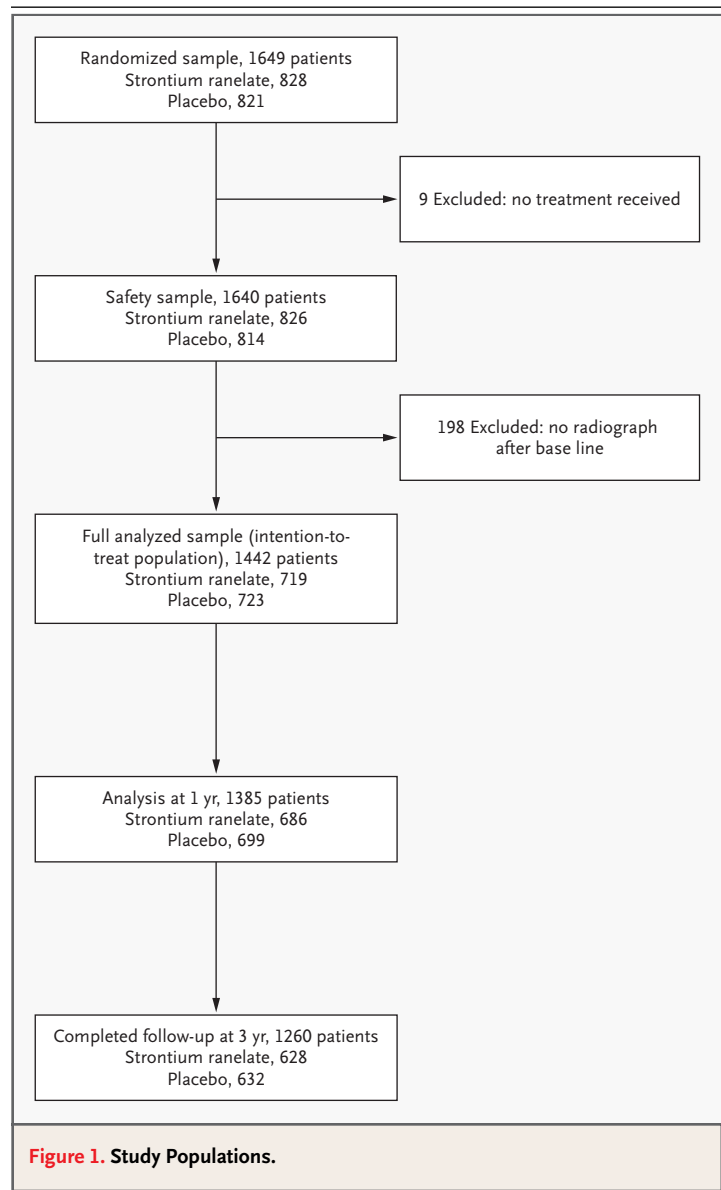 Randomized sample, 1649 patients
Strontium ranelate, 828
Placebo, 821
9 Excluded: no treatment received
Safety sample, 1640 patients
Strontium ranelate, 826
Placebo, 814
198 Excluded: no radiograph
after base line
Full analyzed sample (intention-to-
treat population), 1442 patients
Strontium ranelate, 719
Placebo, 723
Analysis at 1 yr, 1385 patients
Strontium ranelate, 686
Placebo, 699
Completed follow-up at 3 yr, 1260 patients
Strontium ranelate, 628
Placebo, 632
Figure 1. Study Populations.